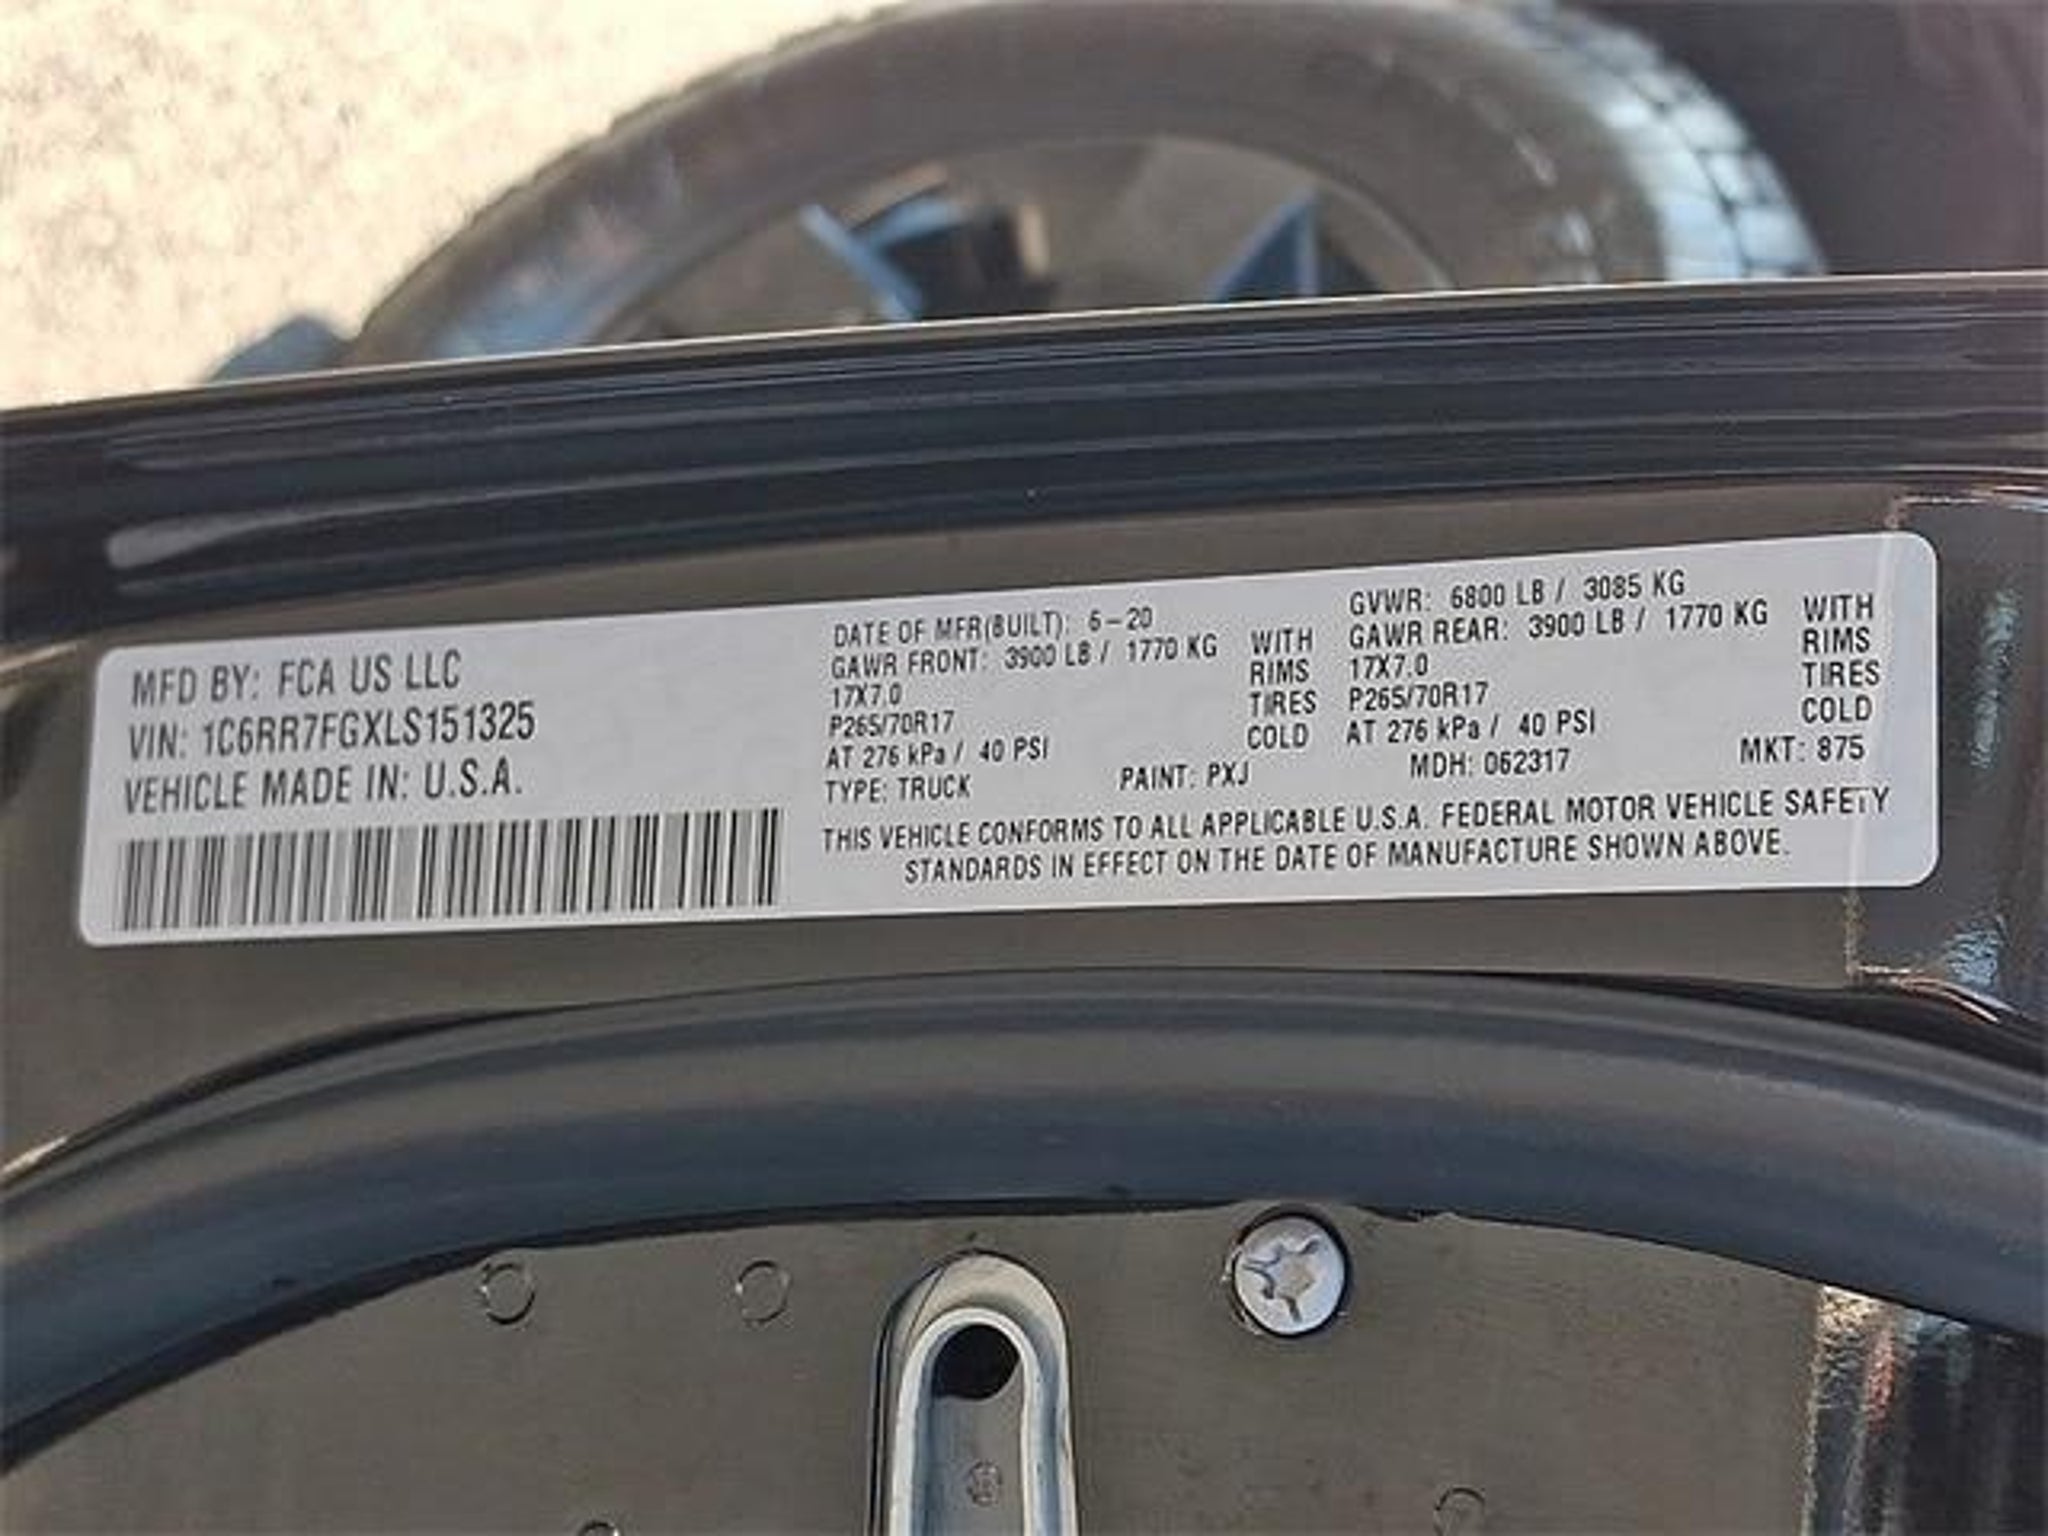 MFD BY: FCA US LLC
VIN: 1C6RR7FGXLS151325
VEHICLE MADE IN: U.S.A.
DATE OF MFR(BUILT): 6-20
GAWR FRONT: 3900 LB / 1770 KG WITH
17X7.0 RIMS
P265/70R17 TIRES
AT 276 kPa / 40 PSI COLD
GVWR: 6800 LB / 3085 KG
GAWR REAR: 3900 LB / 1770 KG WITH
17X7.0 RIMS
P265/70R17 TIRES
AT 276 kPa / 40 PSI COLD
TYPE: TRUCK PAINT: PXJ MDH: 062317 MKT: 875
THIS VEHICLE CONFORMS TO ALL APPLICABLE U.S.A. FEDERAL MOTOR VEHICLE SAFETY
STANDARDS IN EFFECT ON THE DATE OF MANUFACTURE SHOWN ABOVE.